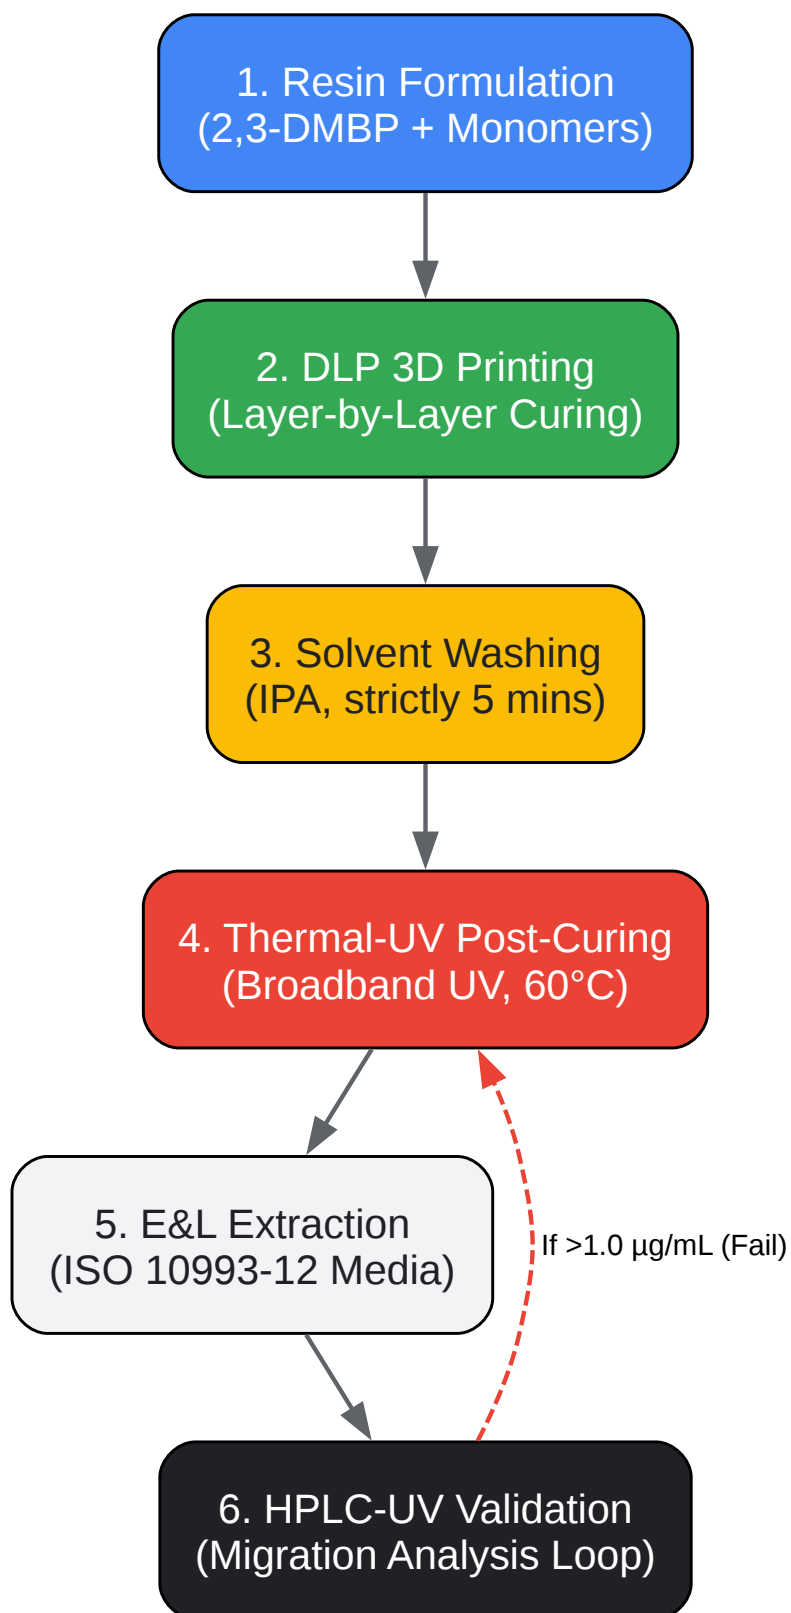 1. Resin Formulation
(2,3-DMBP + Monomers)
2. DLP 3D Printing
(Layer-by-Layer Curing)
3. Solvent Washing
(IPA, strictly 5 mins)
4. Thermal-UV Post-Curing
(Broadband UV, 60°C)
5. E&L Extraction
(ISO 10993-12 Media)
If >1.0 µg/mL (Fail)
6. HPLC-UV Validation
(Migration Analysis Loop)